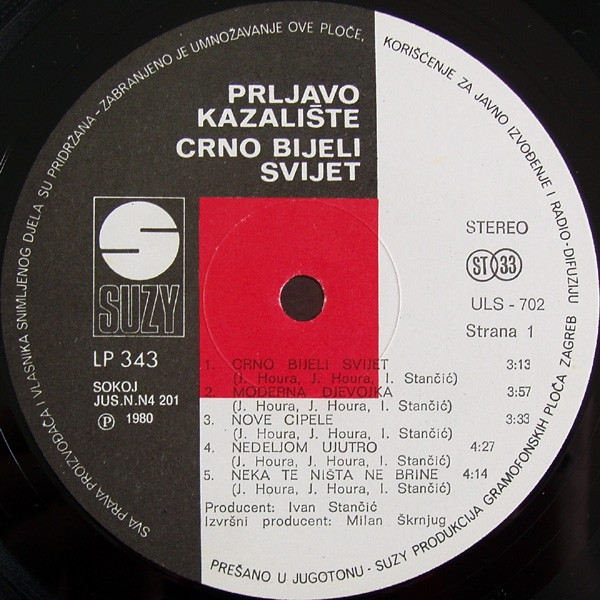 SVA PRAVA PROIZVOĐAČA I VLASNIKA SNIMLJENOG DJELA SU PRIDRŽANA - ZABRANJENO JE UMNOŽAVANJE OVE PLOČE, KORIŠĆENJE ZA JAVNO IZVOĐENJE I RADIO-DIFUZIJU
PREŠANO U JUGOTONU - SUZY PRODUKCIJA GRAMOFONSKIH PLOČA ZAGREB
PRLJAVO
KAZALIŠTE
CRNO BIJELI
SVIJET
SUZY
LP 343
SOKOJ
JUS.N.N4 201
Ⓟ 1980
STEREO
ST 33
ULS - 702
Strana 1
1. CRNO BIJELI SVIJET 3:13
(J. Houra, J. Houra, I. Stančić)
2. MODERNA DJEVOJKA 3:57
(J. Houra, J. Houra, I. Stančić)
3. NOVE CIPELE 3:33
(J. Houra, J. Houra, I. Stančić)
4. NEDELJOM UJUTRO 4:27
(J. Houra, J. Houra, I. Stančić)
5. NEKA TE NIŠTA NE BRINE 4:14
(J. Houra, J. Houra, I. Stančić)
Producent: Ivan Stančić
Izvršni producent: Milan Škrnjug